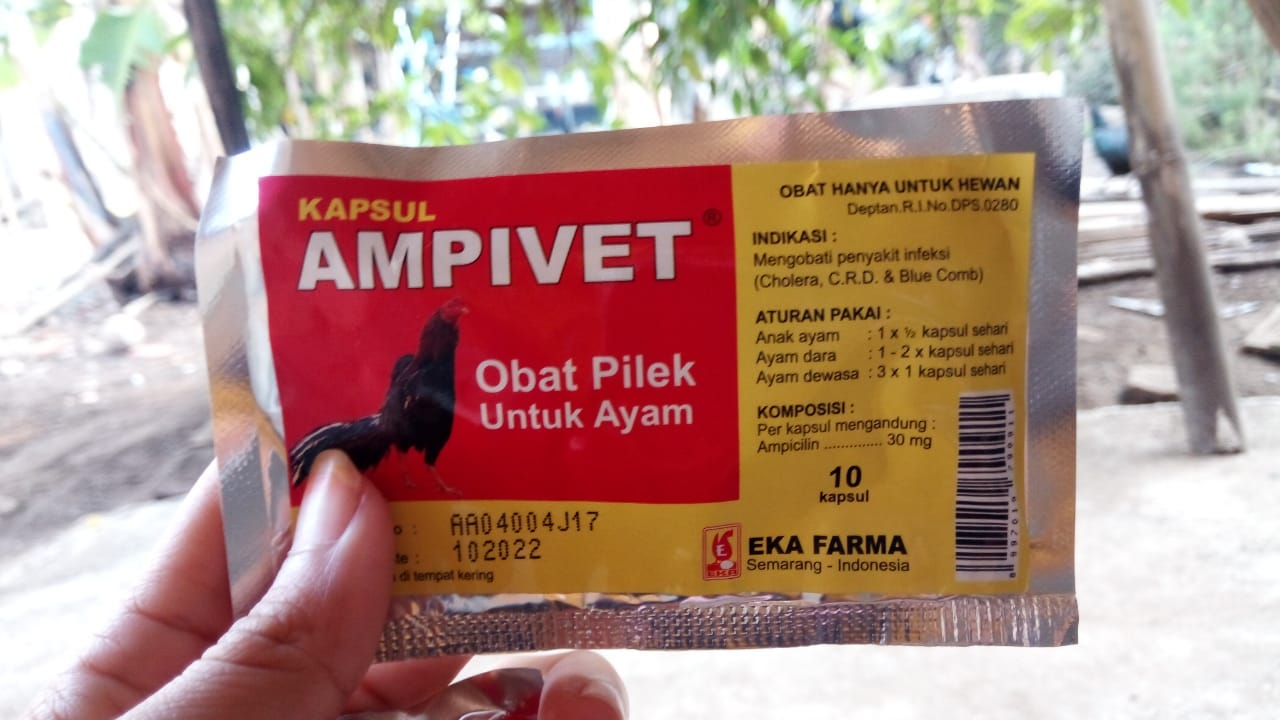 KAPSUL
AMPIVET®
Obat Pilek
Untuk Ayam
OBAT HANYA UNTUK HEWAN
Deptan.R.I.No.DPS.0280
INDIKASI :
Mengobati penyakit infeksi
(Cholera, C.R.D. & Blue Comb)
ATURAN PAKAI :
Anak ayam : 1 x ½ kapsul sehari
Ayam dara : 1 - 2 x kapsul sehari
Ayam dewasa : 3 x 1 kapsul sehari
KOMPOSISI :
Per kapsul mengandung :
Ampicilin .............. 30 mg
10
kapsul
AA04004J17
102022
di tempat kering
EKA
EKA FARMA
Semarang - Indonesia